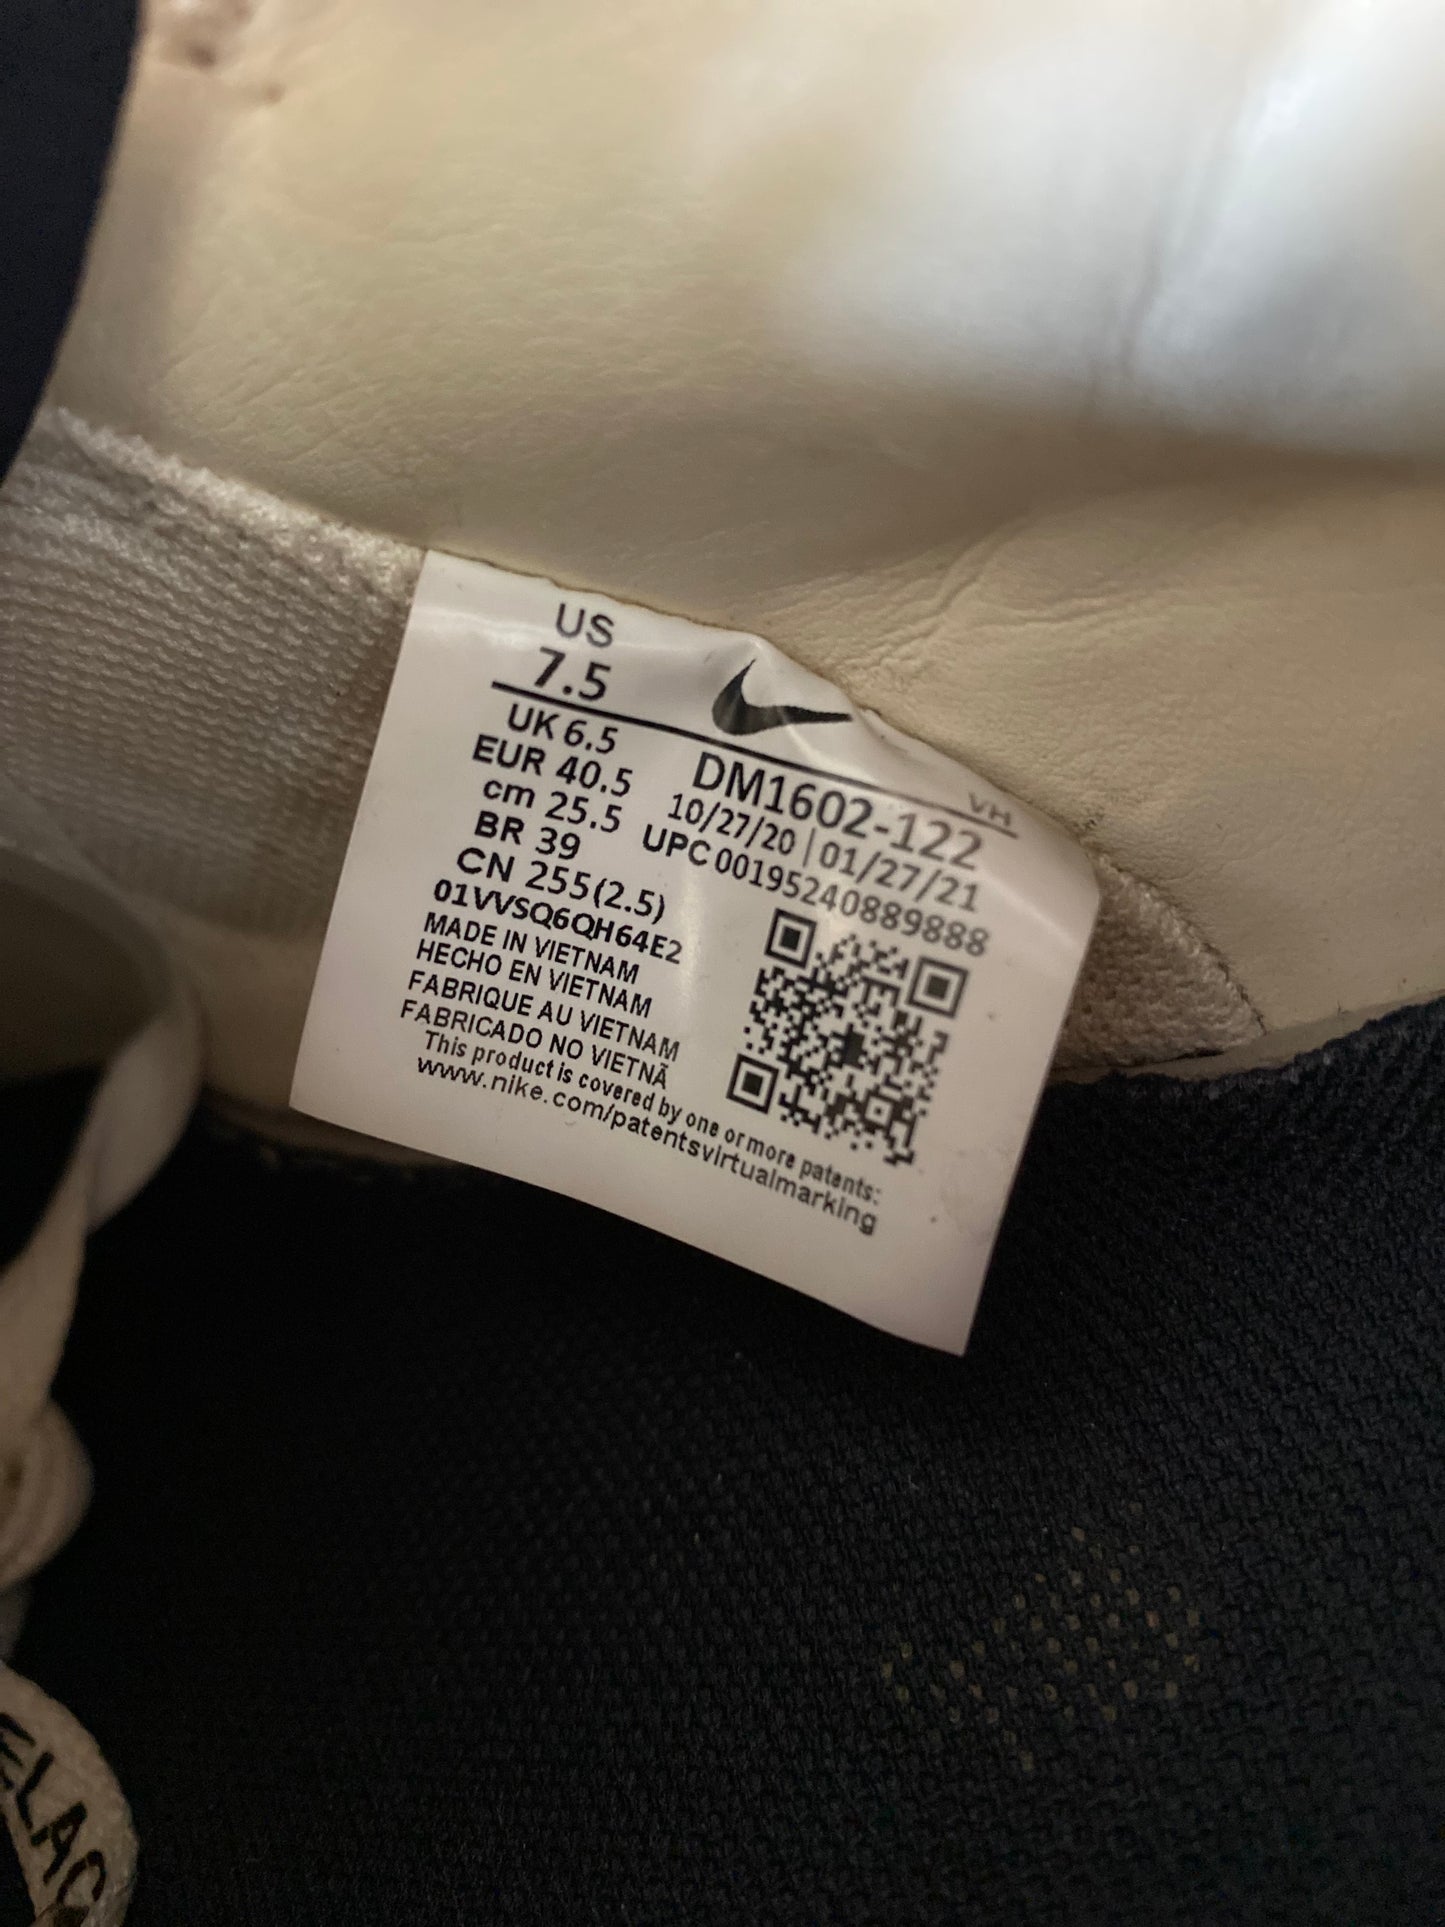 US
7.5
UK 6.5
EUR 40.5
cm 25.5
BR 39
CN 255(2.5)
VH
DM1602-122
10/27/20 | 01/27/21
UPC 00195240889888
01VVSQ6QH64E2
MADE IN VIETNAM
HECHO EN VIETNAM
FABRIQUE AU VIETNAM
FABRICADO NO VIETNÃ
This product is covered by one or more patents:
www.nike.com/patentsvirtualmarking